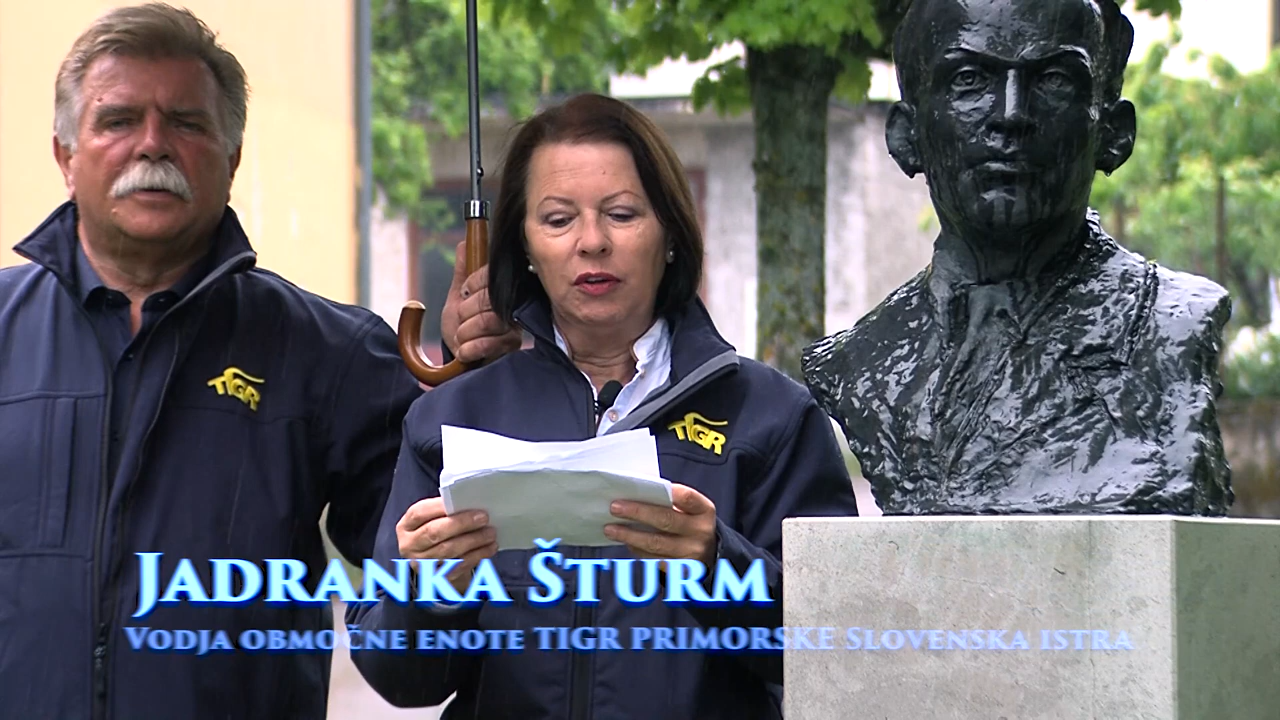 TIGR
TIGR
JADRANKA ŠTURM
VODJA OBMOČNE ENOTE TIGR PRIMORSKE SLOVENSKA ISTRA